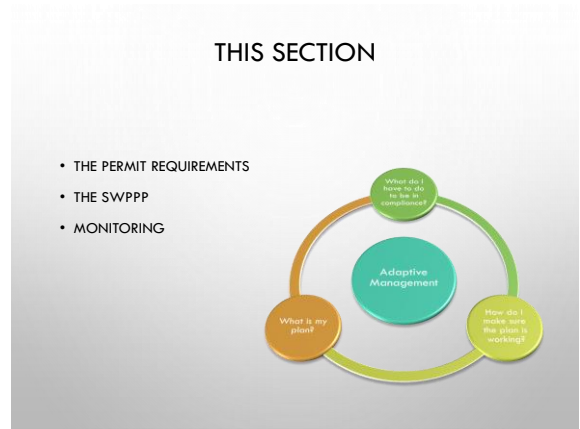 THIS SECTION
• THE PERMIT REQUIREMENTS
• THE SWPPP
• MONITORING
What do I
have to do
to be in
compliance?
Adaptive
Management
What is my
plan?
How do I
make sure
the plan is
working?